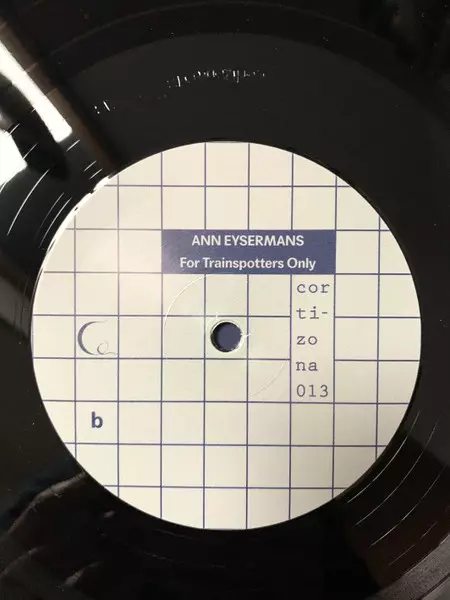 ANN EYSERMANS
For Trainspotters Only
cor
ti-
zo
na
013
b